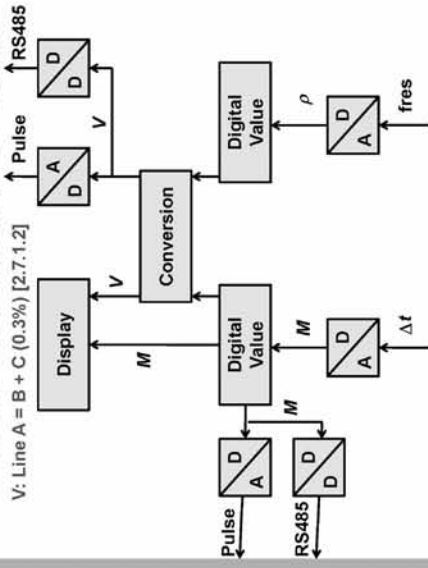 V: Line A = B + C (0.3%) [2.7.1.2]
Pulse
RS485
Display
A
D
D
D
V
V
M
Conversion
Digital
Value
Digital
Value
M
M
ρ
Pulse
D
A
RS485
D
D
D
A
D
A
Δt
fres